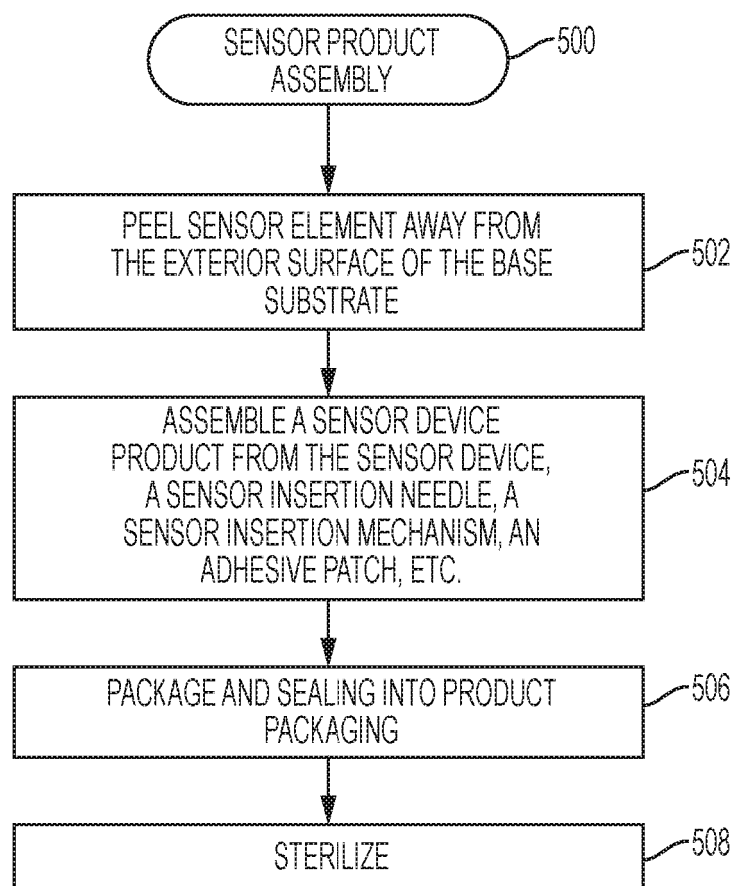 SENSOR PRODUCT
ASSEMBLY
500
PEEL SENSOR ELEMENT AWAY FROM
THE EXTERIOR SURFACE OF THE BASE
SUBSTRATE
502
ASSEMBLE A SENSOR DEVICE
PRODUCT FROM THE SENSOR DEVICE,
A SENSOR INSERTION NEEDLE, A
SENSOR INSERTION MECHANISM, AN
ADHESIVE PATCH, ETC.
504
PACKAGE AND SEALING INTO PRODUCT
PACKAGING
506
STERILIZE
508